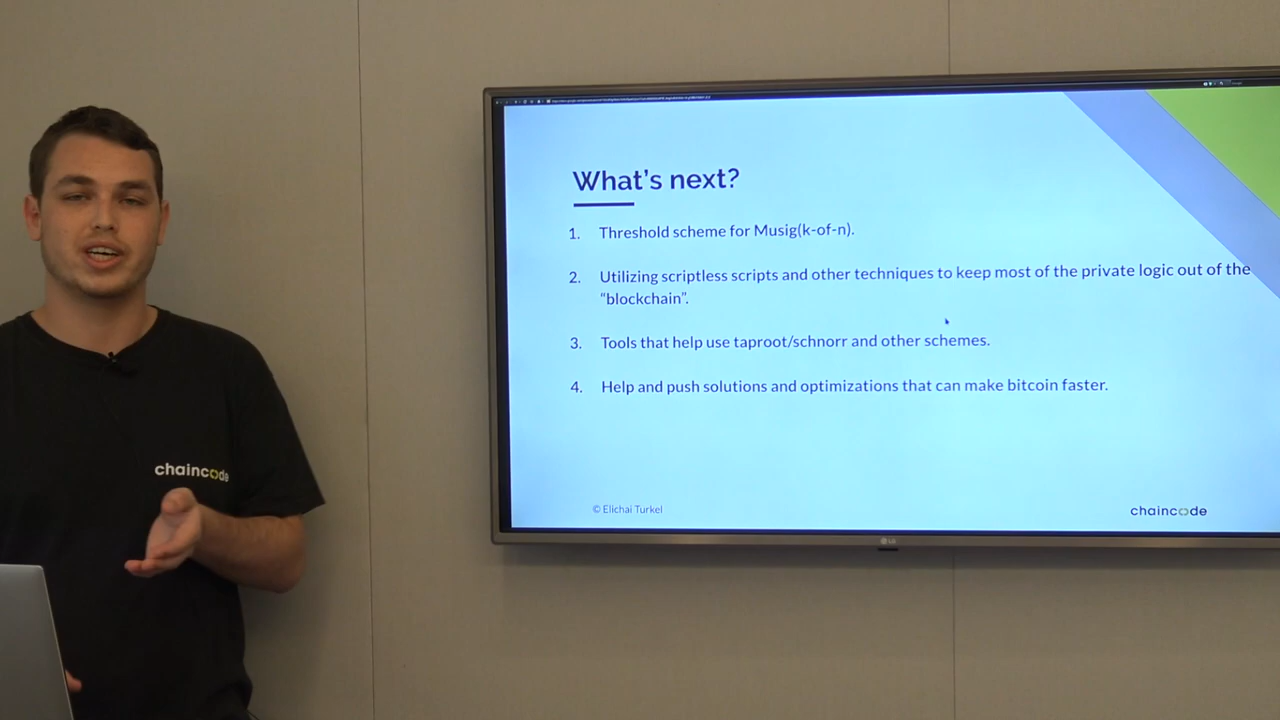 What's next?
1. Threshold scheme for Musig(k-of-n).
2. Utilizing scriptless scripts and other techniques to keep most of the private logic out of the
“blockchain”.
3. Tools that help use taproot/schnorr and other schemes.
4. Help and push solutions and optimizations that can make bitcoin faster.
© Elichai Turkel
chaincode
LG
chaincode